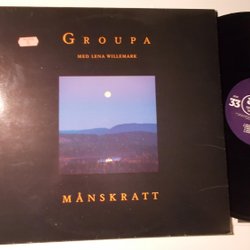 GROUPA
MED LENA WILLEMARK
MÅNSKRATT
33